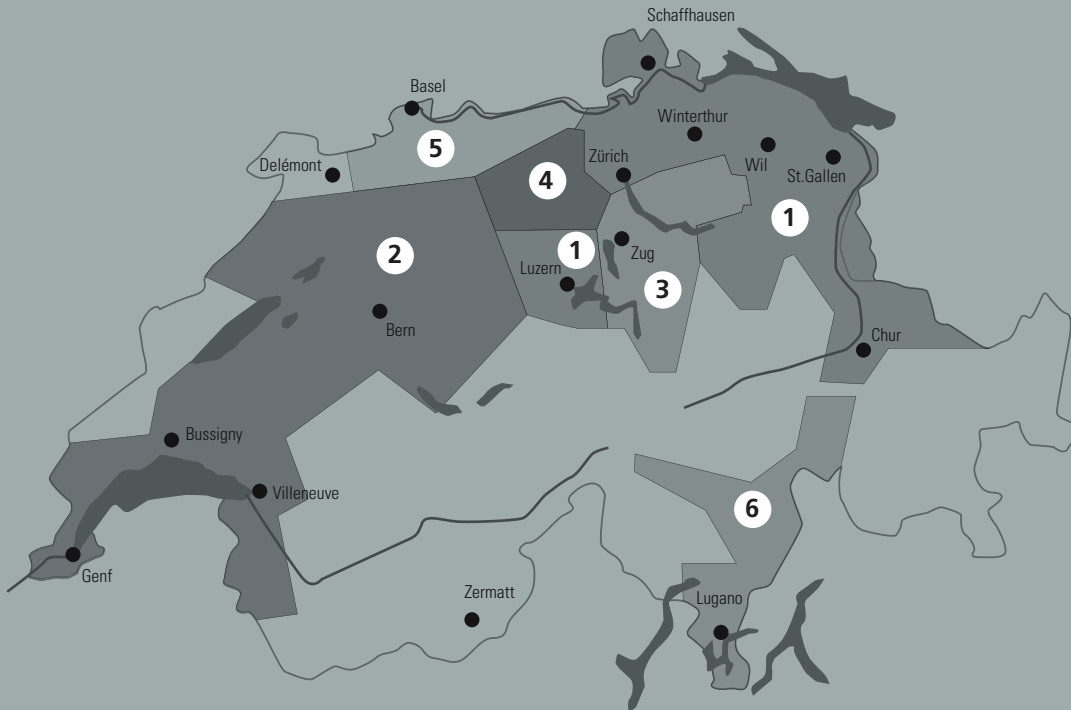 Schaffhausen
Basel
Winterthur
5
Zürich
Wil
Delémont
4
St.Gallen
1
2
1
Zug
Luzern
3
Bern
Chur
Bussigny
Villeneuve
6
Genf
Zermatt
Lugano